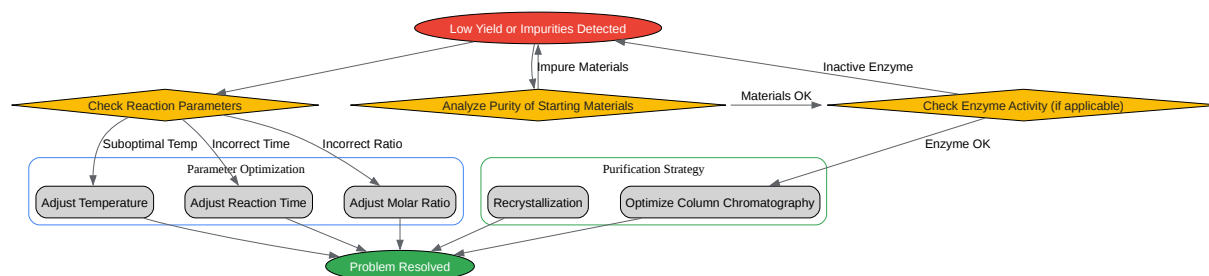 Low Yield or Impurities Detected
Impure Materials
Inactive Enzyme
Check Reaction Parameters
Analyze Purity of Starting Materials
Materials OK
Check Enzyme Activity (if applicable)
Suboptimal Temp
Incorrect Time
Incorrect Ratio
Enzyme OK
Parameter Optimization
Purification Strategy
Adjust Temperature
Adjust Reaction Time
Adjust Molar Ratio
Recrystallization
Optimize Column Chromatography
Problem Resolved